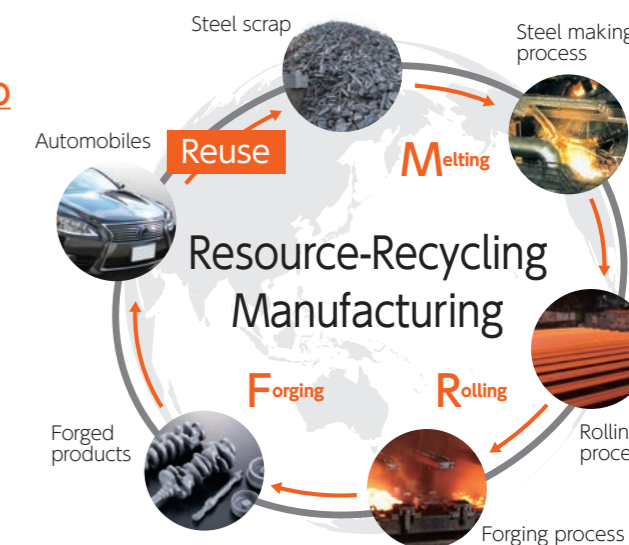 Steel scrap
Steel making
process
Automobiles
Reuse
Melting
Resource-Recycling
Manufacturing
Forging
Rolling
Forged
products
Forging process